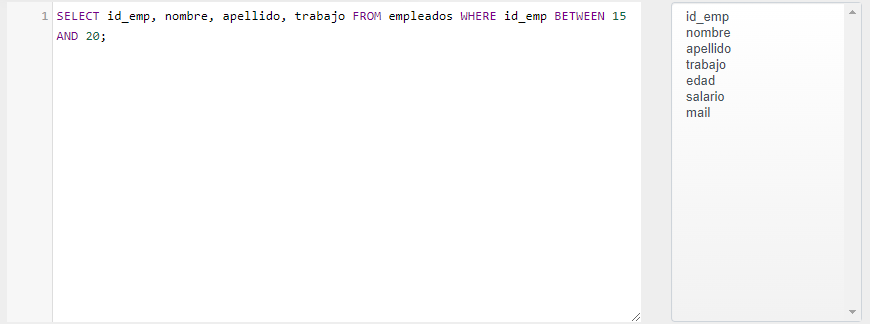 1 SELECT id_emp, nombre, apellido, trabajo FROM empleados WHERE id_emp BETWEEN 15
AND 20;
id_emp
nombre
apellido
trabajo
edad
salario
mail